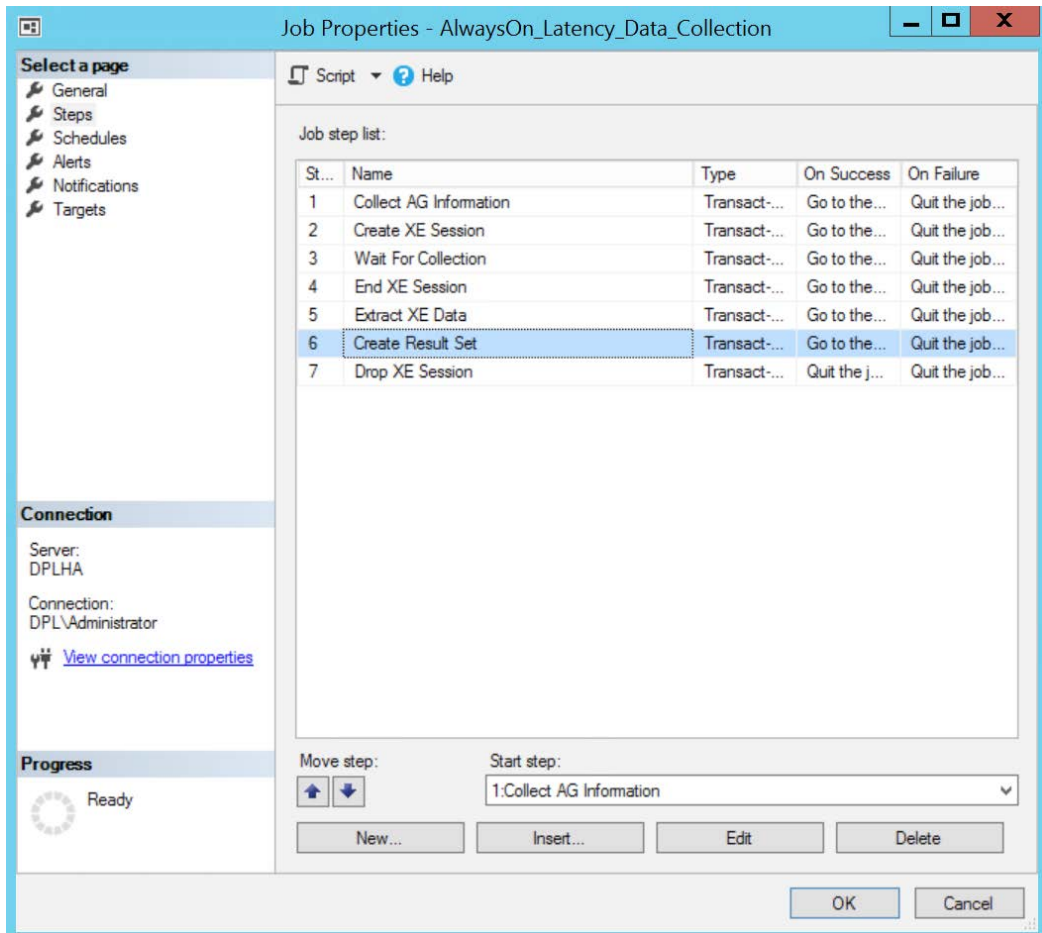 Job Properties - AlwaysOn_Latency_Data_Collection
Select a page
General
Steps
Schedules
Alerts
Notifications
Targets
Script Help
Job step list:
St... Name Type On Success On Failure
1 Collect AG Information Transact-... Go to the... Quit the job...
2 Create XE Session Transact-... Go to the... Quit the job...
3 Wait For Collection Transact-... Go to the... Quit the job...
4 End XE Session Transact-... Go to the... Quit the job...
5 Extract XE Data Transact-... Go to the... Quit the job...
6 Create Result Set Transact-... Go to the... Quit the job...
7 Drop XE Session Transact-... Quit the j... Quit the job...
Connection
Server:
DPLHA
Connection:
DPL\Administrator
View connection properties
Progress
Ready
Move step: Start step:
1:Collect AG Information
New... Insert... Edit Delete
OK Cancel